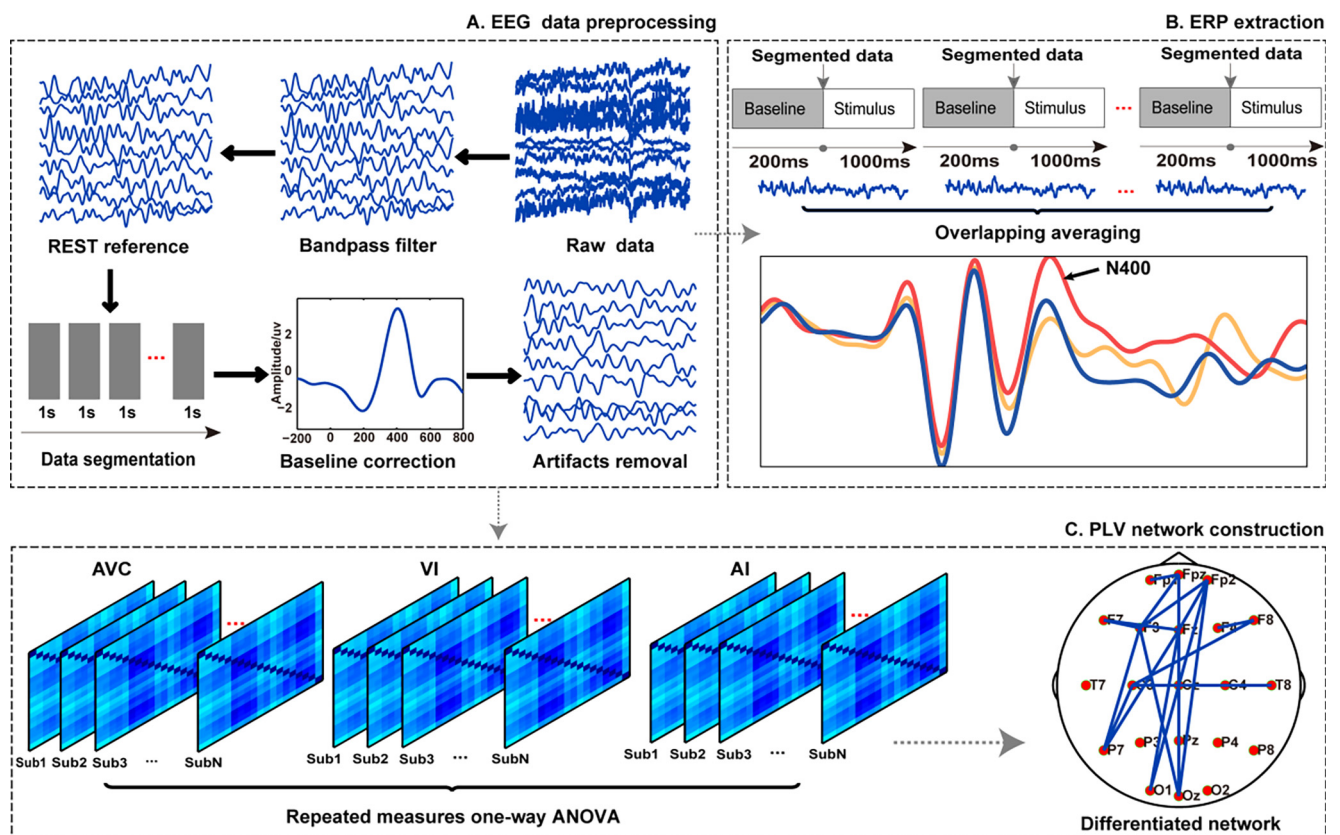 A. EEG data preprocessing
REST reference
Bandpass filter
Raw data
1s 1s 1s ... 1s
Data segmentation
Amplitude/uv
2
0
-2
-200 0 200 400 600 800
Baseline correction
Artifacts removal
B. ERP extraction
Segmented data Segmented data Segmented data
Baseline Stimulus Baseline Stimulus ... Baseline Stimulus
200ms 1000ms 200ms 1000ms 200ms 1000ms
...
Overlapping averaging
N400
C. PLV network construction
AVC
...
Sub1 Sub2 Sub3 ... SubN
VI
...
Sub1 Sub2 Sub3 ... SubN
AI
...
Sub1 Sub2 Sub3 ... SubN
Repeated measures one-way ANOVA
Fp1 Fpz Fp2
F7 F3 Fz F4 F8
T7 C3 Cz C4 T8
P7 P3 Pz P4 P8
O1 Oz O2
Differentiated network